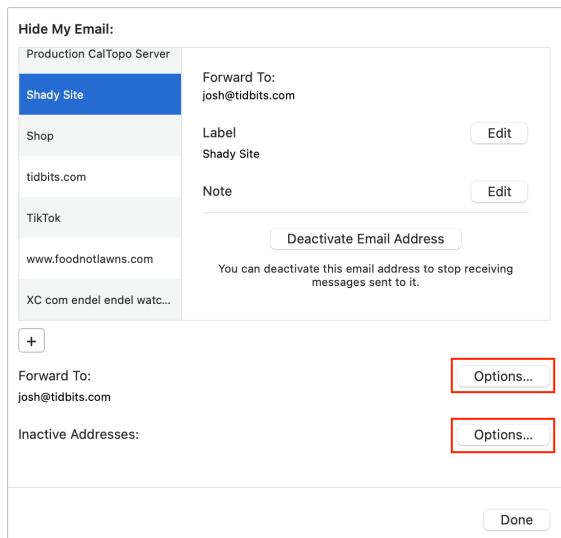 Hide My Email:
Production CalTopo Server
Shady Site
Shop
tidbits.com
TikTok
www.foodnotlawns.com
XC com endel endel watc...
Forward To:
josh@tidbits.com
Label
Edit
Shady Site
Note
Edit
Deactivate Email Address
You can deactivate this email address to stop receiving
messages sent to it.
+
Forward To:
Options...
josh@tidbits.com
Inactive Addresses:
Options...
Done